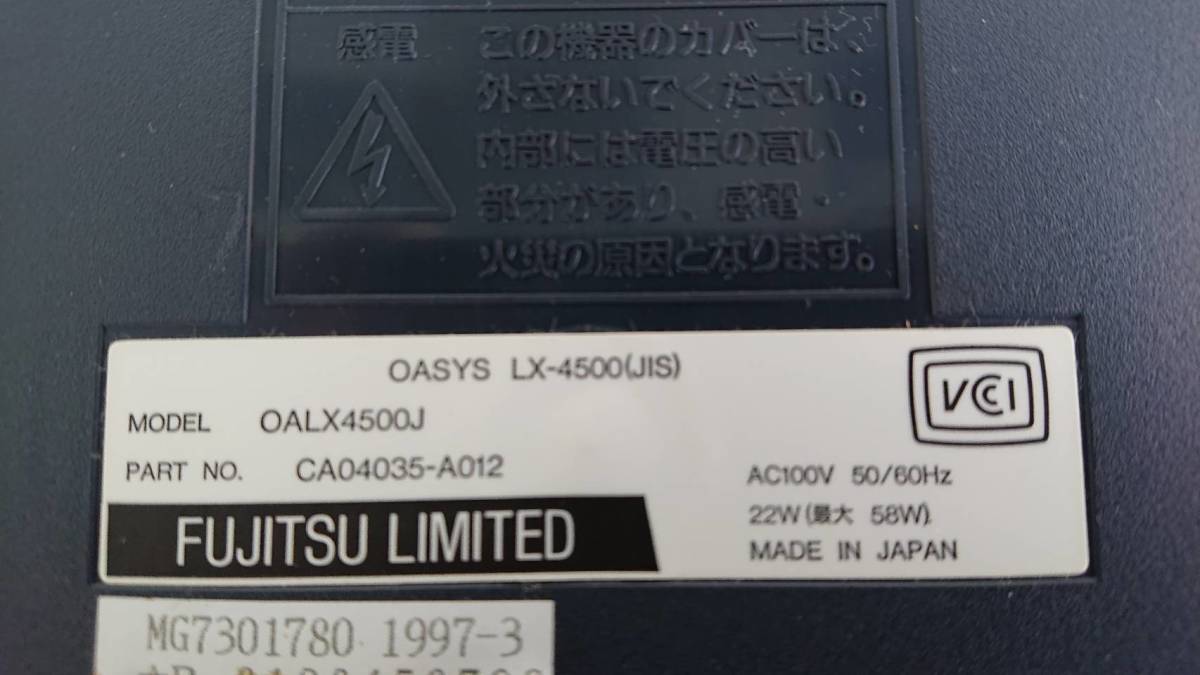 感電
この機器のカバーは、
外さないでください。
内部には電圧の高い
部分があり、感電・
火災の原因となります。
OASYS LX-4500(JIS)
VCCI
MODEL OALX4500J
PART NO. CA04035-A012
AC100V 50/60Hz
22W(最大 58W)
FUJITSU LIMITED
MADE IN JAPAN
MG7301780 1997-3